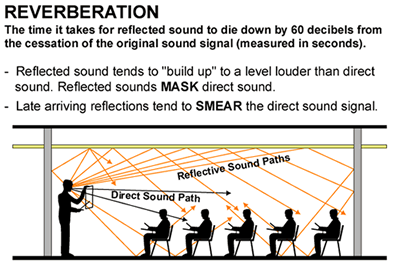 REVERBERATION
The time it takes for reflected sound to die down by 60 decibels from
the cessation of the original sound signal (measured in seconds).
- Reflected sound tends to "build up" to a level louder than direct
sound. Reflected sounds MASK direct sound.
- Late arriving reflections tend to SMEAR the direct sound signal.
Reflective Sound Paths
Direct Sound Path